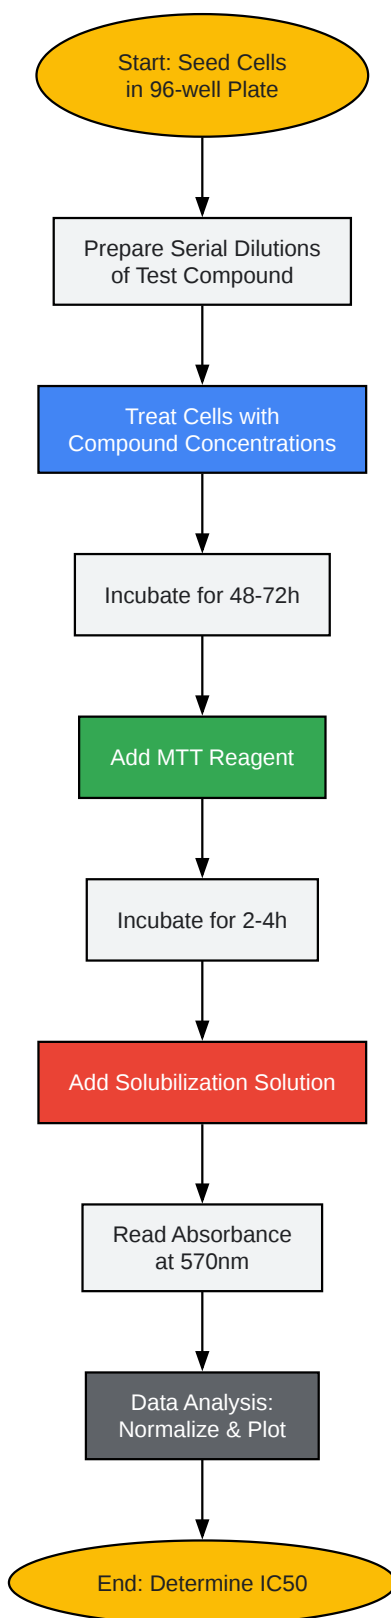 Start: Seed Cells
in 96-well Plate
Prepare Serial Dilutions
of Test Compound
Treat Cells with
Compound Concentrations
Incubate for 48-72h
Add MTT Reagent
Incubate for 2-4h
Add Solubilization Solution
Read Absorbance
at 570nm
Data Analysis:
Normalize & Plot
End: Determine IC50